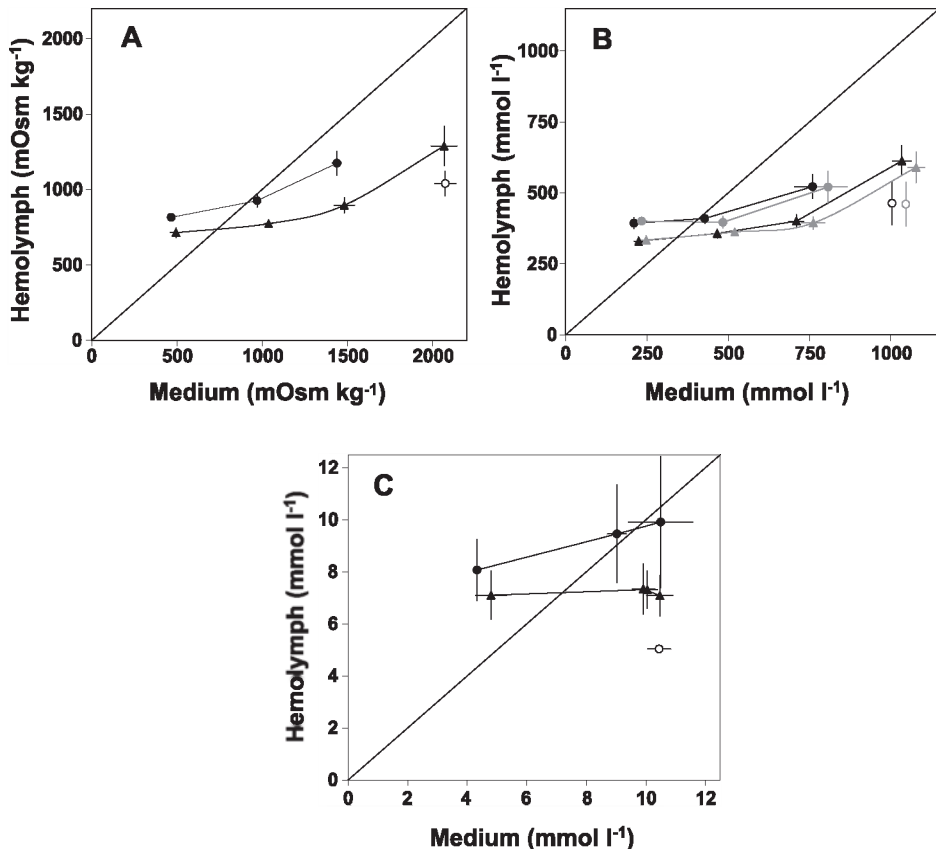 A
Hemolymph (mOsm kg-1)
2000
1500
1000
500
0
0 500 1000 1500 2000
Medium (mOsm kg-1)
B
Hemolymph (mmol l-1)
1000
750
500
250
0
0 250 500 750 1000
Medium (mmol l-1)
C
Hemolymph (mmol l-1)
12
10
8
6
4
2
0
0 2 4 6 8 10 12
Medium (mmol l-1)